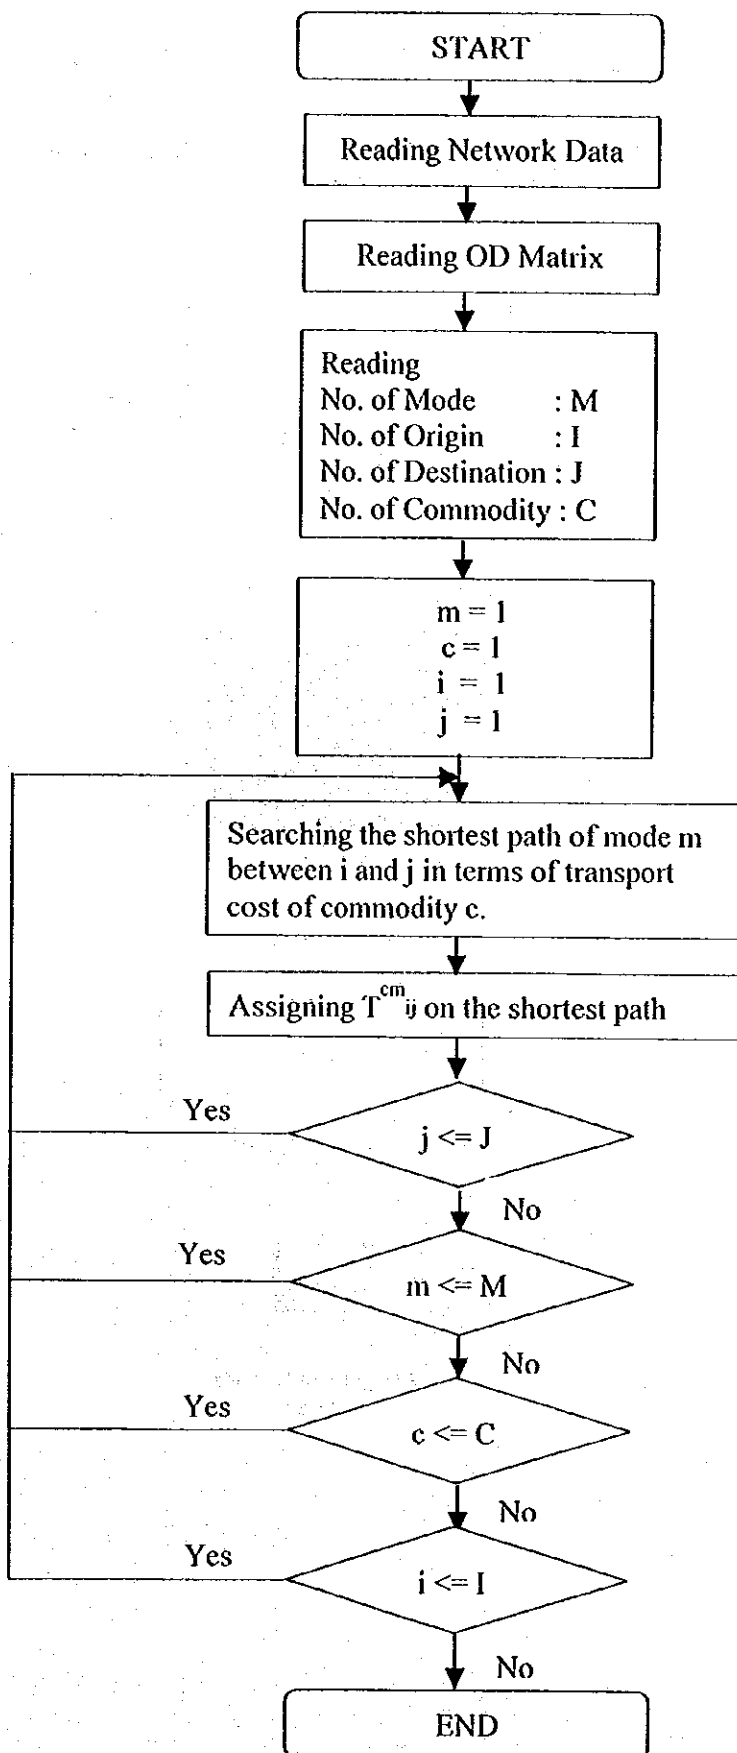 START
Reading Network Data
Reading OD Matrix
Reading
No. of Mode : M
No. of Origin : I
No. of Destination : J
No. of Commodity : C
m = 1
c = 1
i = 1
j = 1
Searching the shortest path of mode m
between i and j in terms of transport
cost of commodity c.
Assigning T^cm_ij on the shortest path
Yes
j <= J
No
Yes
m <= M
No
Yes
c <= C
No
Yes
i <= I
No
END